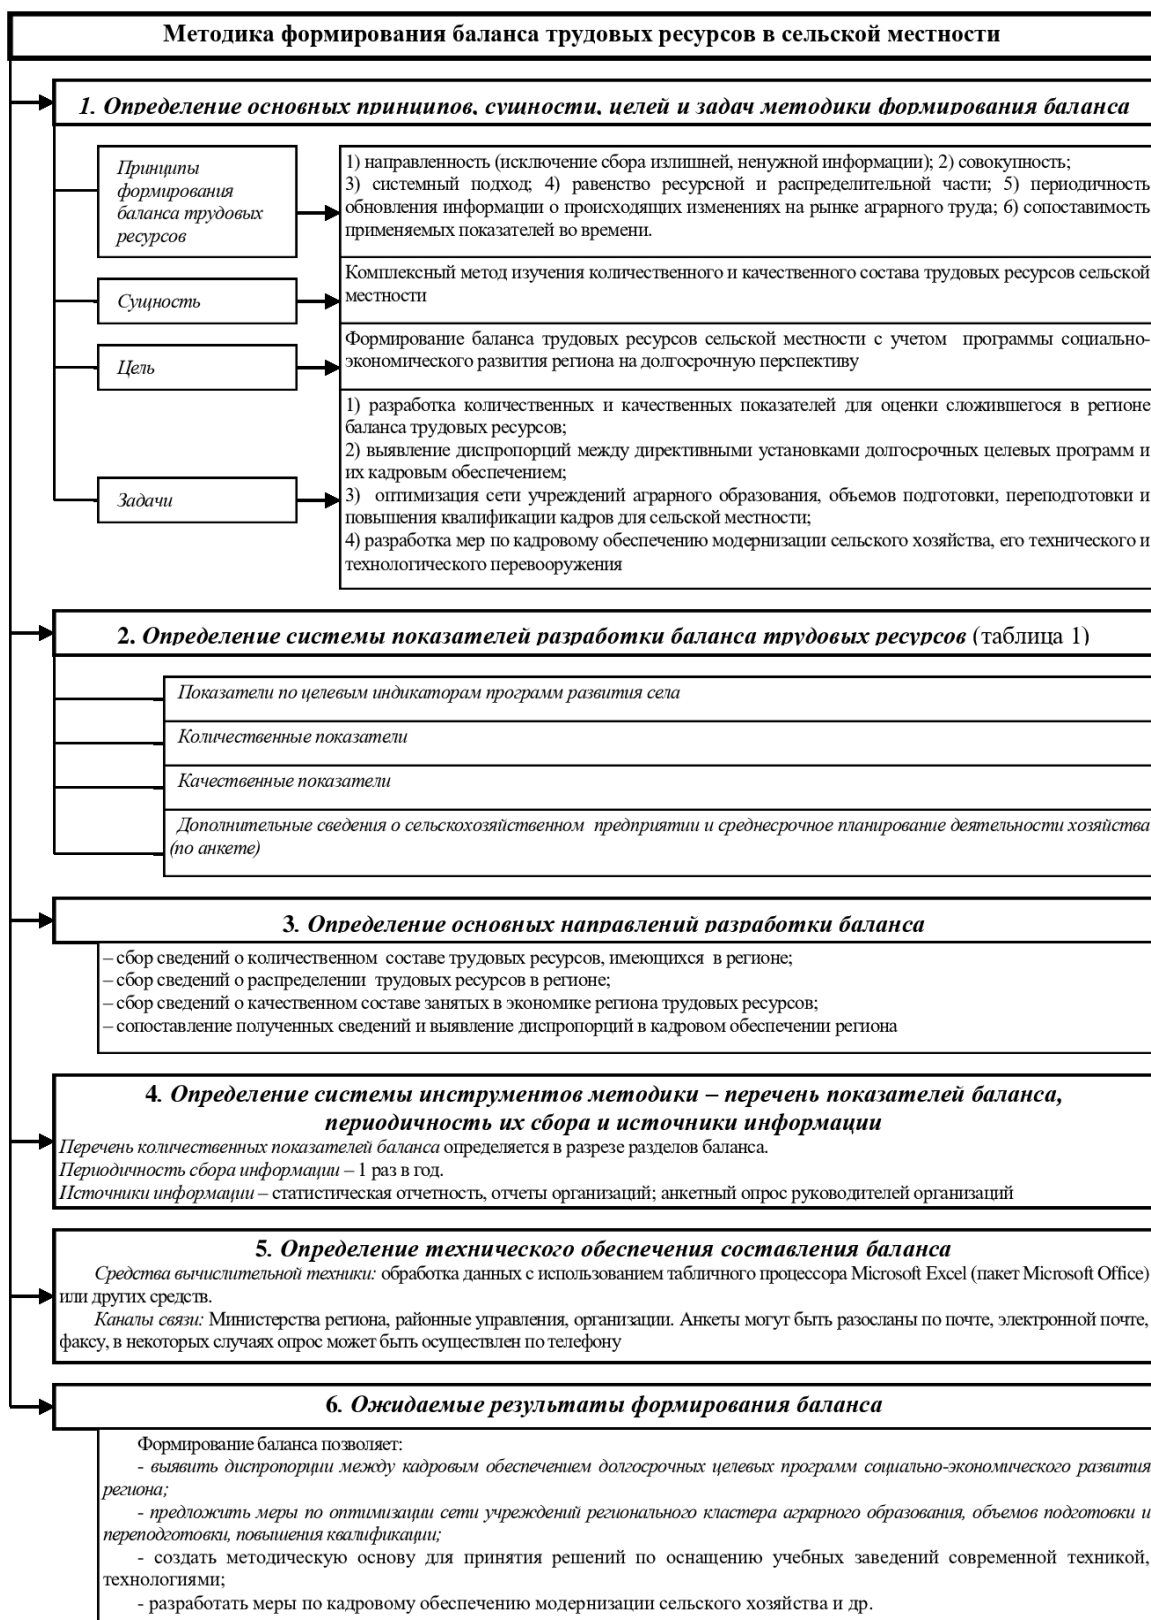 Методика формирования баланса трудовых ресурсов в сельской местности
1. Определение основных принципов, сущности, целей и задач методики формирования баланса
Принципы
формирования
баланса трудовых
ресурсов
1) направленность (исключение сбора излишней, ненужной информации); 2) совокупность;
3) системный подход; 4) равенство ресурсной и распределительной части; 5) периодичность
обновления информации о происходящих изменениях на рынке аграрного труда; 6) сопоставимость
применяемых показателей во времени.
Сущность
Комплексный метод изучения количественного и качественного состава трудовых ресурсов сельской
местности
Цель
Формирование баланса трудовых ресурсов сельской местности с учетом программы социально-
экономического развития региона на долгосрочную перспективу
Задачи
1) разработка количественных и качественных показателей для оценки сложившегося в регионе
баланса трудовых ресурсов;
2) выявление диспропорций между директивными установками долгосрочных целевых программ и
их кадровым обеспечением;
3) оптимизация сети учреждений аграрного образования, объемов подготовки, переподготовки и
повышения квалификации кадров для сельской местности;
4) разработка мер по кадровому обеспечению модернизации сельского хозяйства, его технического и
технологического перевооружения
2. Определение системы показателей разработки баланса трудовых ресурсов (таблица 1)
Показатели по целевым индикаторам программ развития села
Количественные показатели
Качественные показатели
Дополнительные сведения о сельскохозяйственном предприятии и среднесрочное планирование деятельности хозяйства
(по анкете)
3. Определение основных направлений разработки баланса
– сбор сведений о количественном составе трудовых ресурсов, имеющихся в регионе;
– сбор сведений о распределении трудовых ресурсов в регионе;
– сбор сведений о качественном составе занятых в экономике региона трудовых ресурсов;
– сопоставление полученных сведений и выявление диспропорций в кадровом обеспечении региона
4. Определение системы инструментов методики – перечень показателей баланса,
периодичность их сбора и источники информации
Перечень количественных показателей баланса определяется в разрезе разделов баланса.
Периодичность сбора информации – 1 раз в год.
Источники информации – статистическая отчетность, отчеты организаций; анкетный опрос руководителей организаций
5. Определение технического обеспечения составления баланса
Средства вычислительной техники: обработка данных с использованием табличного процессора Microsoft Excel (пакет Microsoft Office)
или других средств.
Каналы связи: Министерства региона, районные управления, организации. Анкеты могут быть разосланы по почте, электронной почте,
факсу, в некоторых случаях опрос может быть осуществлен по телефону
6. Ожидаемые результаты формирования баланса
Формирование баланса позволяет:
- выявить диспропорции между кадровым обеспечением долгосрочных целевых программ социально-экономического развития
региона;
- предложить меры по оптимизации сети учреждений регионального кластера аграрного образования, объемов подготовки и
переподготовки, повышения квалификации;
- создать методическую основу для принятия решений по оснащению учебных заведений современной техникой,
технологиями;
- разработать меры по кадровому обеспечению модернизации сельского хозяйства и др.